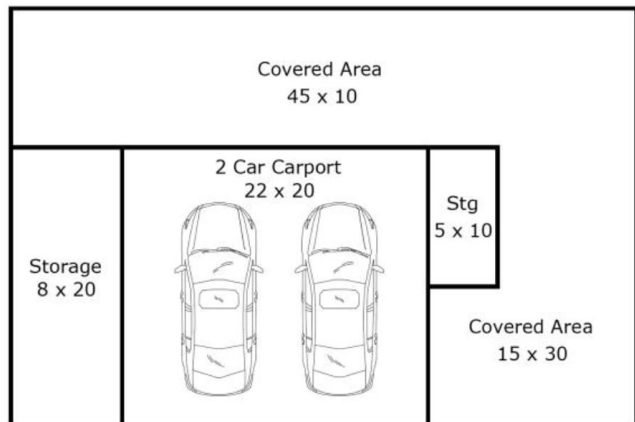 Covered Area
45 x 10
2 Car Carport
22 x 20
Stg
5 x 10
Storage
8 x 20
Covered Area
15 x 30